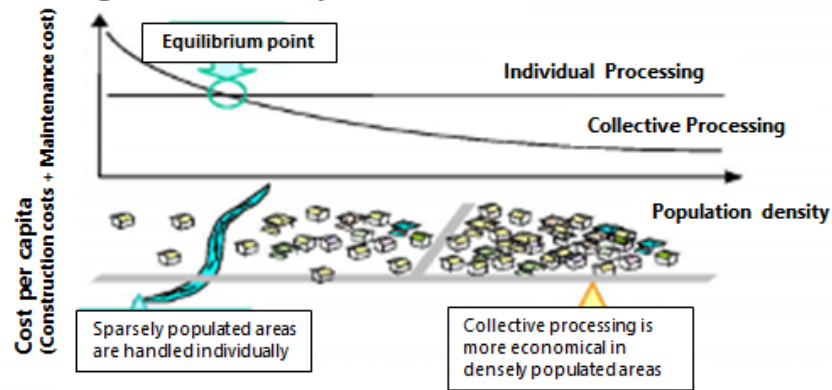 Equilibrium point
Individual Processing
Collective Processing
Population density
Cost per capita
(Construction costs + Maintenance cost)
Sparsely populated areas
are handled individually
Collective processing is
more economical in
densely populated areas